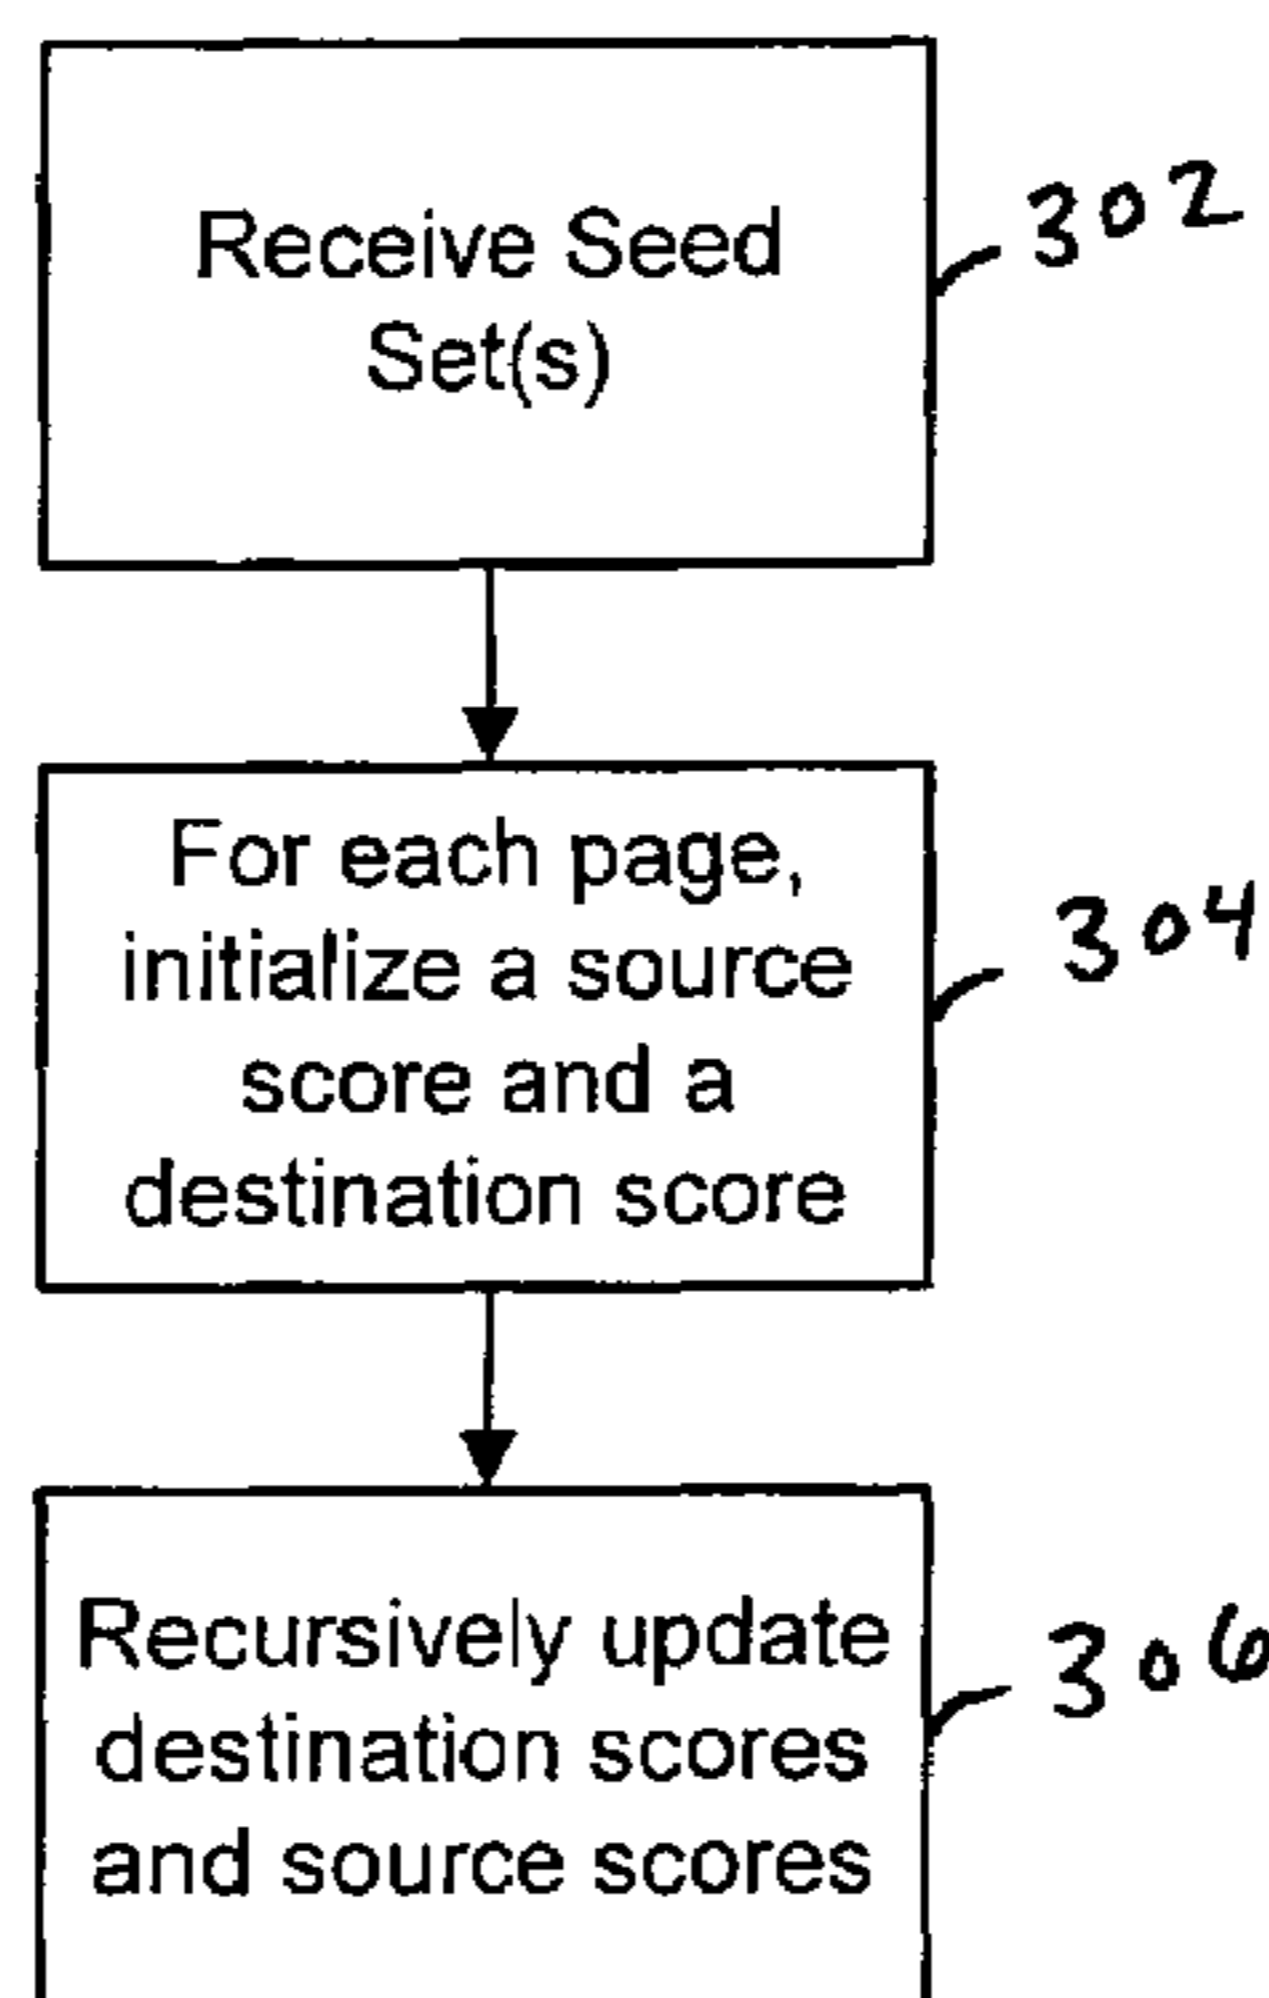 Receive Seed
Set(s)
302
For each page,
initialize a source
score and a
destination score
304
Recursively update
destination scores
and source scores
306